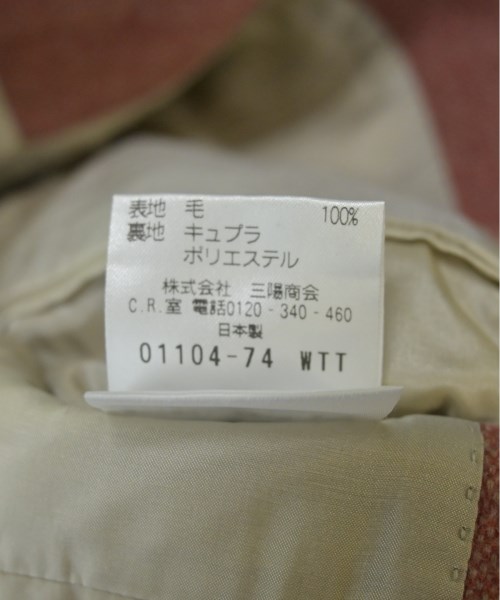 表地 毛 100%
裏地 キュプラ
ポリエステル
株式会社 三陽商会
C.R.室 電話0120-340-460
日本製
01104-74 WTT